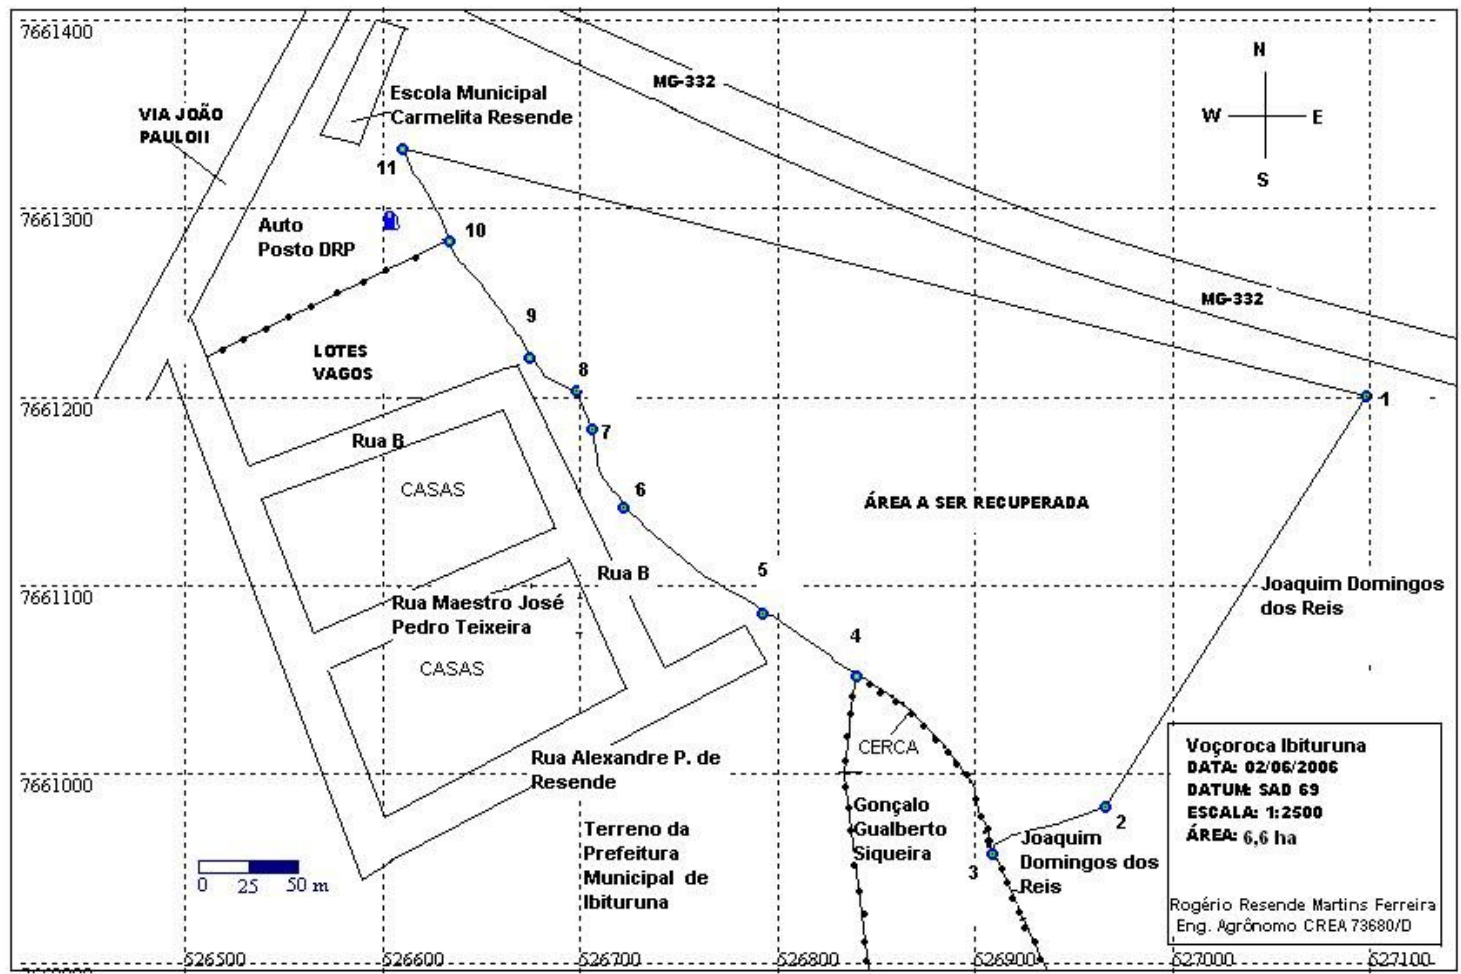 7661400
MG-332
N
W E
S
Escola Municipal
Carmelita Resende
VIA JOÃO
PAULOII
11
7661300
Auto
Posto DRP
10
MG-332
9
LOTES
VAGOS
8
7661200
1
Rua B
7
CASAS
6
ÁREA A SER RECUPERADA
5
Rua B
7661100
Joaquim Domingos
dos Reis
Rua Maestro José
Pedro Teixeira
4
CASAS
CERCA
Rua Alexandre P. de
Resende
7661000
Voçoroca Ibituruna
DATA: 02/06/2006
DATUM: SAD 69
ESCALA: 1:2500
ÁREA: 6,6 ha
Gonçalo
Gualberto
Siqueira
2
Terreno da
Prefeitura
Municipal de
Ibituruna
Joaquim
Domingos dos
Reis
3
0 25 50 m
Rogério Resende Martins Ferreira
Eng. Agrônomo CREA 73680/D
526500 526600 526700 526800 526900 527000 527100